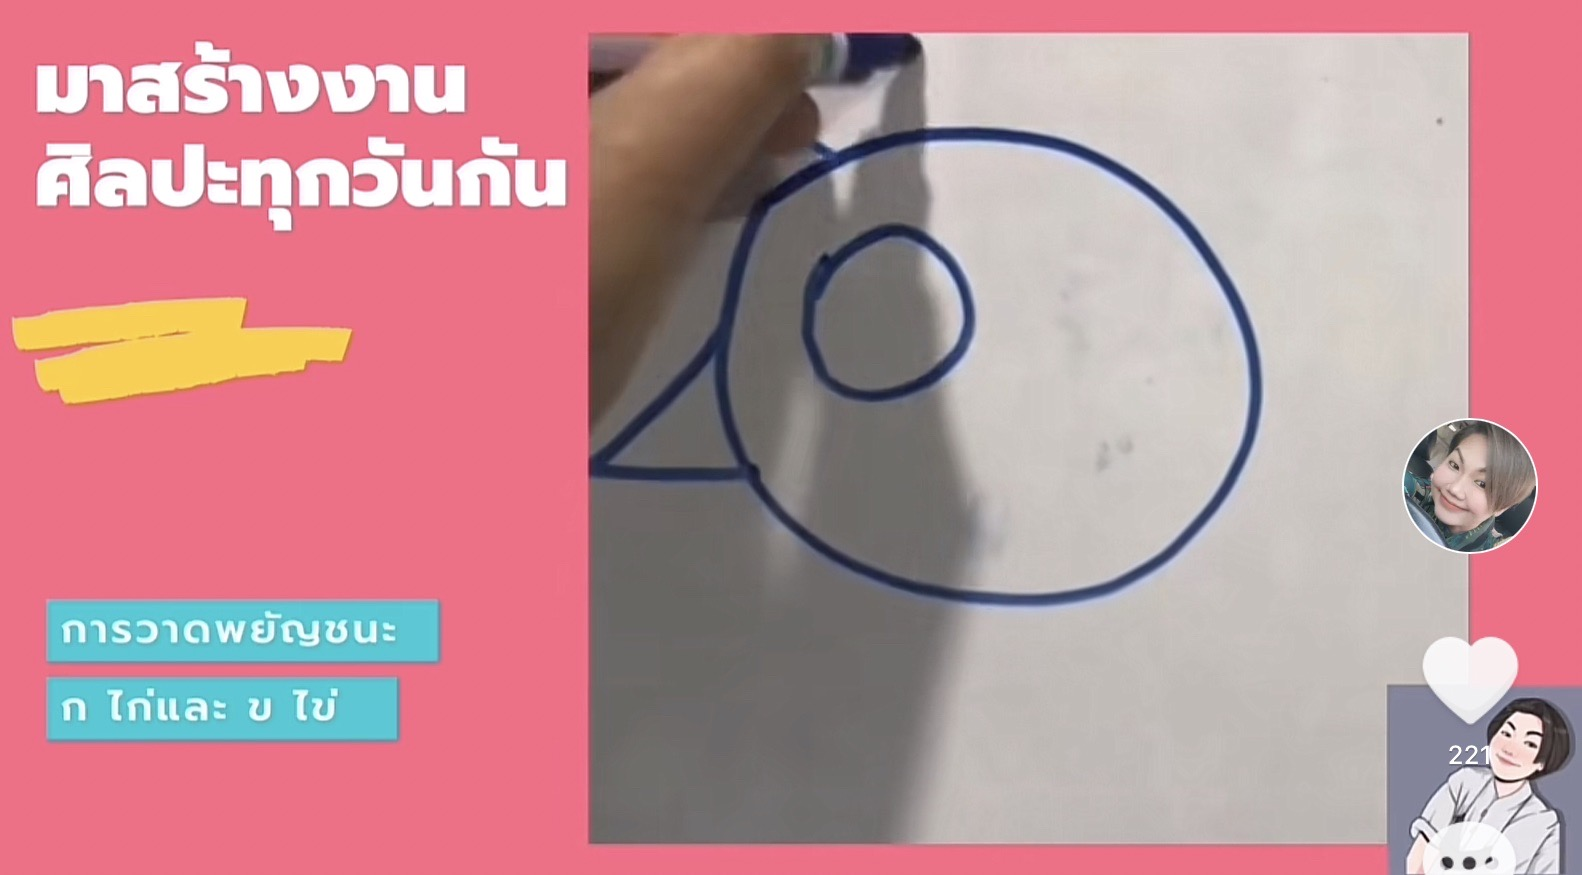 มาสร้างงาน
ศิลปะทุกวันกัน
การวาดพยัญชนะ
ก ไก่และ ข ไข่
221